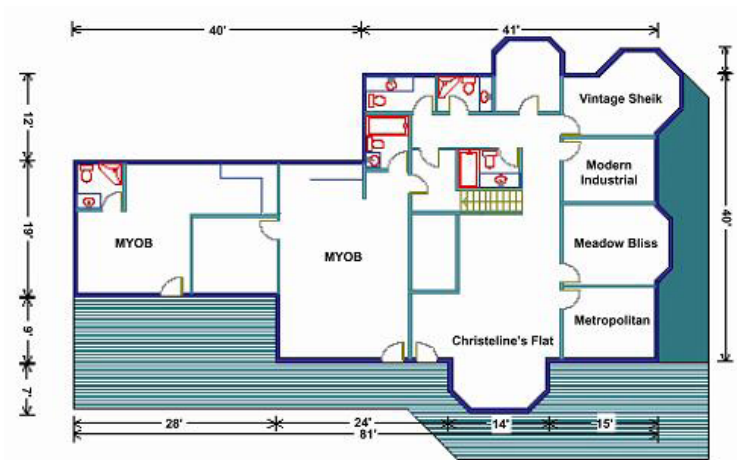 40'
41'
7'
Vintage Sheik
12'
Modern
Industrial
MYOB
MYOB
Meadow Bliss
40'
19'
Metropolitan
Christeline's Flat
9'
7'
28'
24'
14'
15'
81'